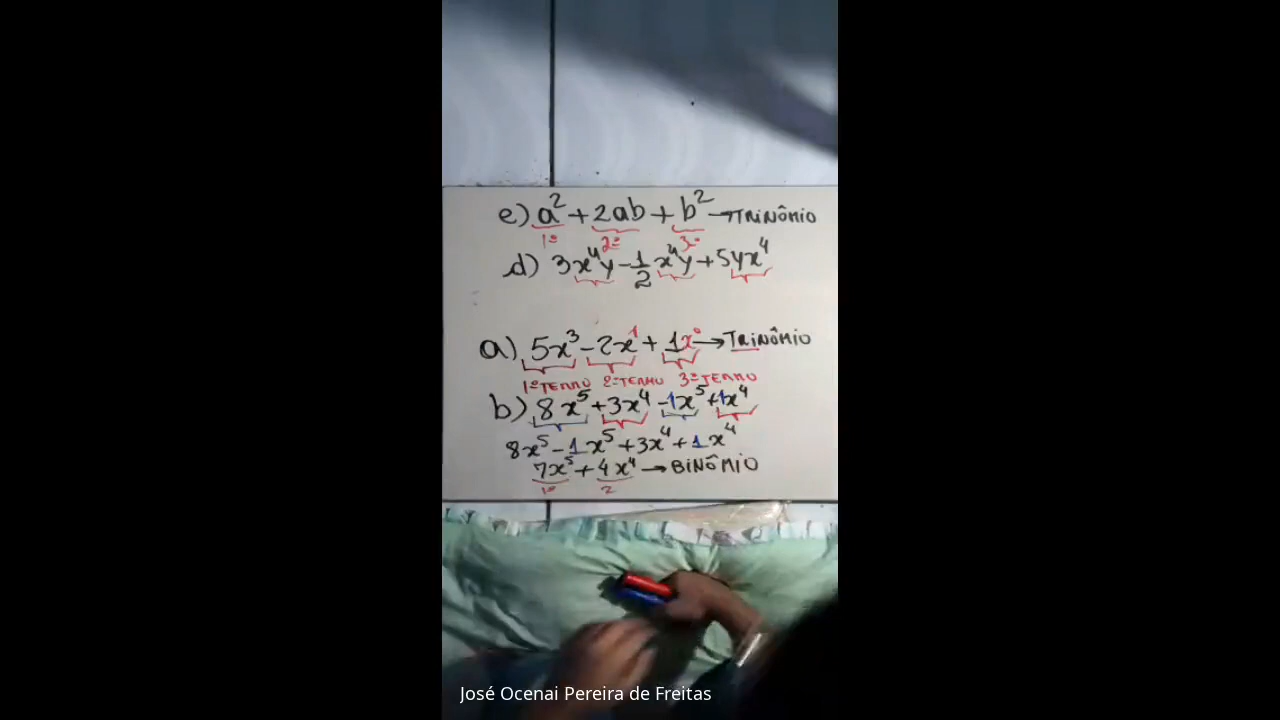 e) a² + 2ab + b² → TRINÔMIO
1º 2º 3º
d) 3x⁴y - 1/2 x⁴y + 5yx⁴
a) 5x³ - 2x¹ + 1x⁰ → TRINÔMIO
1º TERMO 2º TERMO 3º TERMO
b) 8x⁵ + 3x⁴ - 1x⁵ + 1x⁴
8x⁵ - 1x⁵ + 3x⁴ + 1x⁴
7x⁵ + 4x⁴ → BINÔMIO
1º 2
José Ocenai Pereira de Freitas